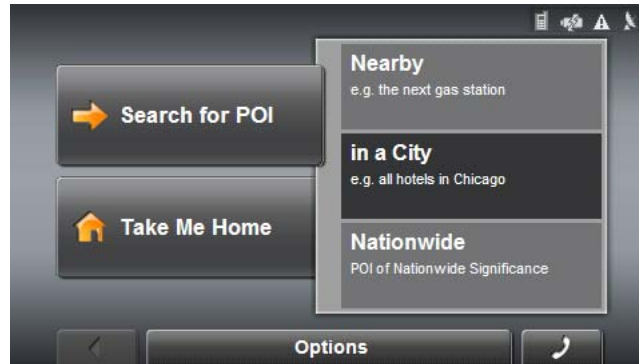 Search for POI
Take Me Home
Nearby
e.g. the next gas station
in a City
e.g. all hotels in Chicago
Nationwide
POI of Nationwide Significance
Options